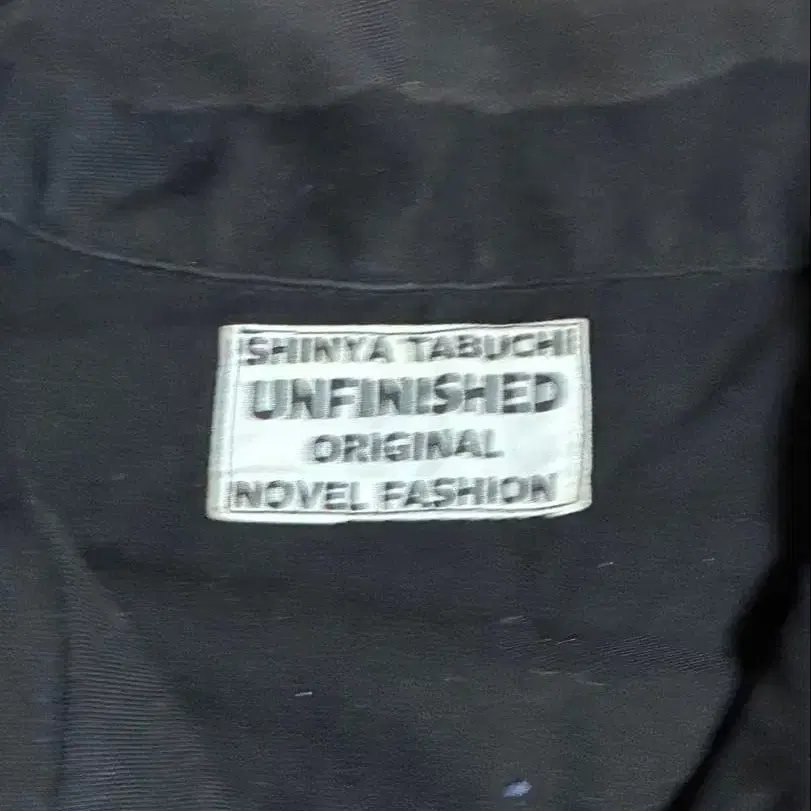 SHINYA TABUCHI
UNFINISHED
ORIGINAL
NOVEL FASHION